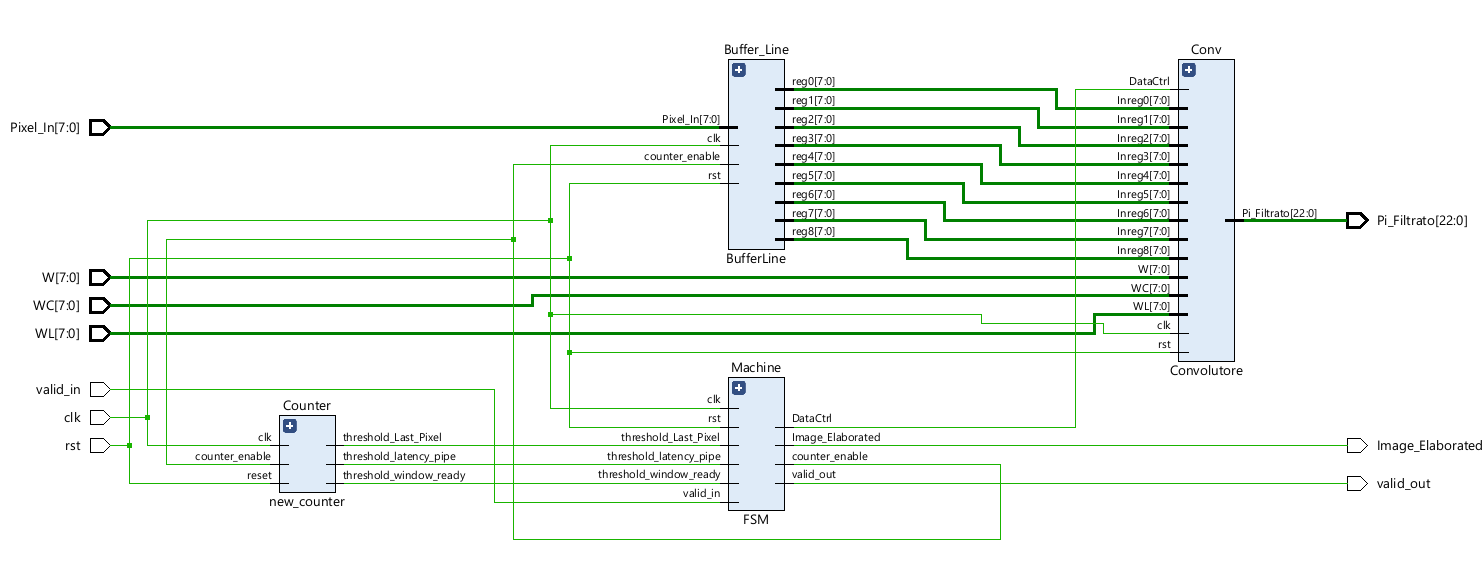 Pixel_In[7:0]
W[7:0]
WC[7:0]
WL[7:0]
valid_in
clk
rst
Counter
clk
counter_enable
reset
threshold_Last_Pixel
threshold_latency_pipe
threshold_window_ready
new_counter
Buffer_Line
Pixel_In[7:0]
clk
counter_enable
rst
reg0[7:0]
reg1[7:0]
reg2[7:0]
reg3[7:0]
reg4[7:0]
reg5[7:0]
reg6[7:0]
reg7[7:0]
reg8[7:0]
BufferLine
Machine
clk
rst
threshold_Last_Pixel
threshold_latency_pipe
threshold_window_ready
valid_in
DataCtrl
Image_Elaborated
counter_enable
valid_out
FSM
Conv
DataCtrl
Inreg0[7:0]
Inreg1[7:0]
Inreg2[7:0]
Inreg3[7:0]
Inreg4[7:0]
Inreg5[7:0]
Inreg6[7:0]
Inreg7[7:0]
Inreg8[7:0]
W[7:0]
WC[7:0]
WL[7:0]
clk
rst
Pi_Filtrato[22:0]
Convolutore
Pi_Filtrato[22:0]
Image_Elaborated
valid_out